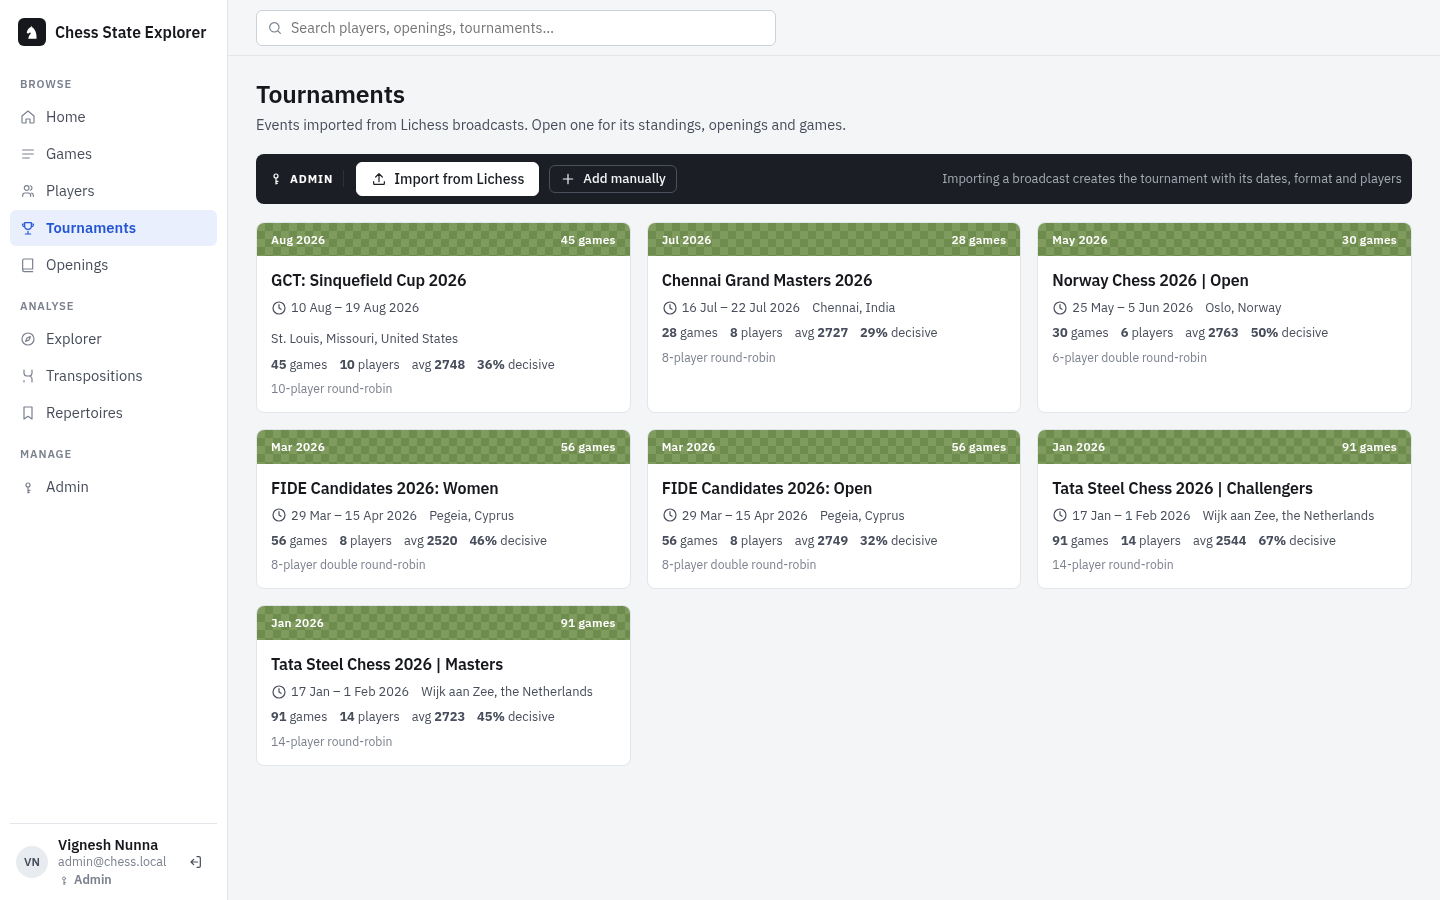 Chess State Explorer
Search players, openings, tournaments...
BROWSE
Home
Games
Players
Tournaments
Openings
ANALYSE
Explorer
Transpositions
Repertoires
MANAGE
Admin
VN
Vignesh Nunna
admin@chess.local
Admin
Tournaments
Events imported from Lichess broadcasts. Open one for its standings, openings and games.
ADMIN
Import from Lichess
Add manually
Importing a broadcast creates the tournament with its dates, format and players
Aug 2026 45 games
GCT: Sinquefield Cup 2026
10 Aug – 19 Aug 2026
St. Louis, Missouri, United States
45 games 10 players avg 2748 36% decisive
10-player round-robin
Jul 2026 28 games
Chennai Grand Masters 2026
16 Jul – 22 Jul 2026 Chennai, India
28 games 8 players avg 2727 29% decisive
8-player round-robin
May 2026 30 games
Norway Chess 2026 | Open
25 May – 5 Jun 2026 Oslo, Norway
30 games 6 players avg 2763 50% decisive
6-player double round-robin
Mar 2026 56 games
FIDE Candidates 2026: Women
29 Mar – 15 Apr 2026 Pegeia, Cyprus
56 games 8 players avg 2520 46% decisive
8-player double round-robin
Mar 2026 56 games
FIDE Candidates 2026: Open
29 Mar – 15 Apr 2026 Pegeia, Cyprus
56 games 8 players avg 2749 32% decisive
8-player double round-robin
Jan 2026 91 games
Tata Steel Chess 2026 | Challengers
17 Jan – 1 Feb 2026 Wijk aan Zee, the Netherlands
91 games 14 players avg 2544 67% decisive
14-player round-robin
Jan 2026 91 games
Tata Steel Chess 2026 | Masters
17 Jan – 1 Feb 2026 Wijk aan Zee, the Netherlands
91 games 14 players avg 2723 45% decisive
14-player round-robin